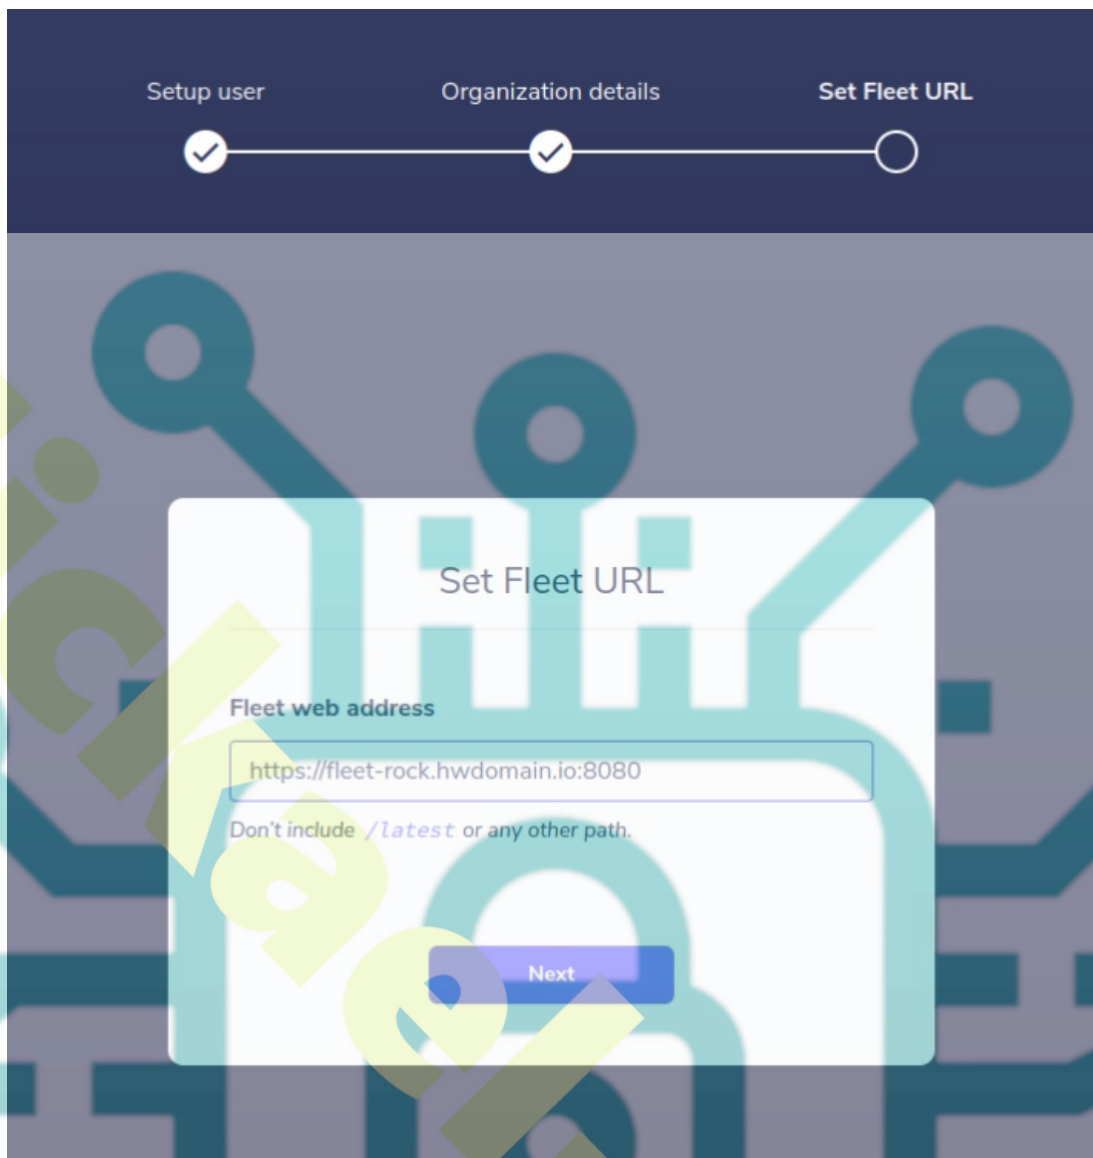 Setup user
Organization details
Set Fleet URL
Set Fleet URL
Fleet web address
https://fleet-rock.hwdomain.io:8080
Don't include /latest or any other path.
Next